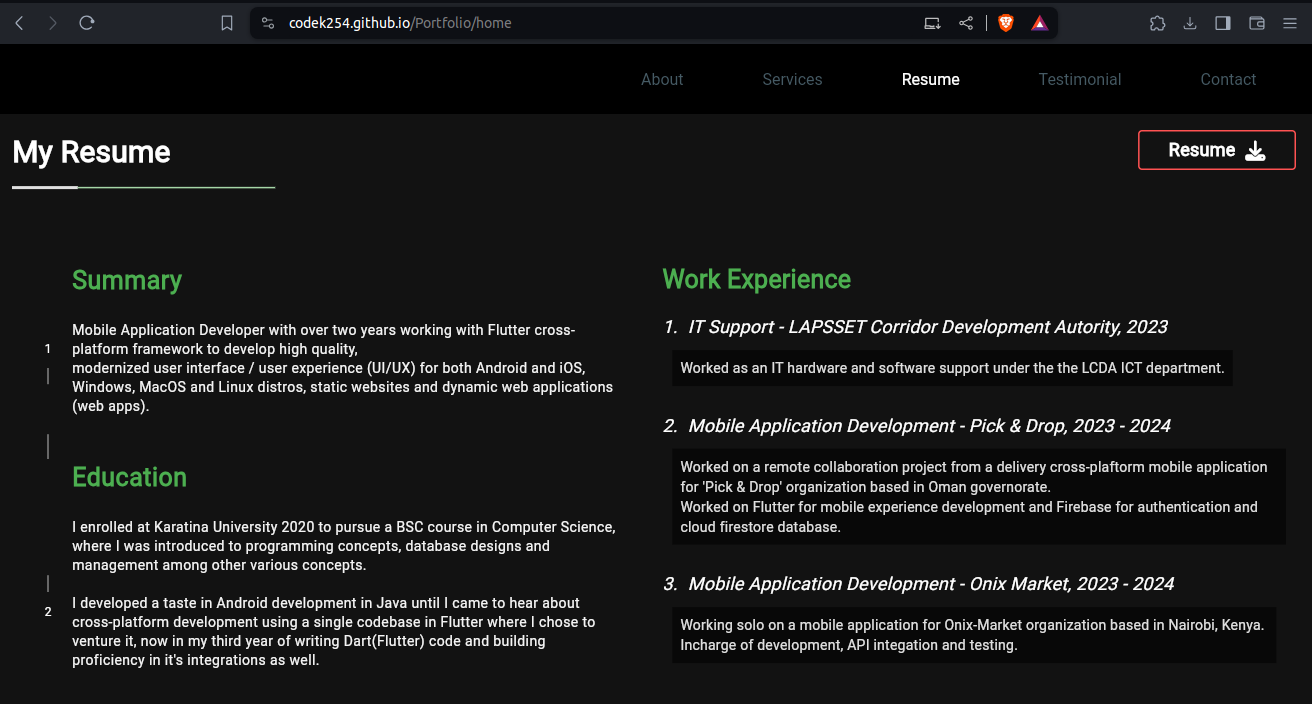 codek254.github.io/Portfolio/home
About
Services
Resume
Testimonial
Contact
My Resume
Resume
Summary
1
Mobile Application Developer with over two years working with Flutter cross-
platform framework to develop high quality,
modernized user interface / user experience (UI/UX) for both Android and iOS,
Windows, MacOS and Linux distros, static websites and dynamic web applications
(web apps).
Education
I enrolled at Karatina University 2020 to pursue a BSC course in Computer Science,
where I was introduced to programming concepts, database designs and
management among other various concepts.
2
I developed a taste in Android development in Java until I came to hear about
cross-platform development using a single codebase in Flutter where I chose to
venture it, now in my third year of writing Dart(Flutter) code and building
proficiency in it's integrations as well.
Work Experience
1. IT Support - LAPSSET Corridor Development Autority, 2023
Worked as an IT hardware and software support under the the LCDA ICT department.
2. Mobile Application Development - Pick & Drop, 2023 - 2024
Worked on a remote collaboration project from a delivery cross-plaftorm mobile application
for 'Pick & Drop' organization based in Oman governorate.
Worked on Flutter for mobile experience development and Firebase for authentication and
cloud firestore database.
3. Mobile Application Development - Onix Market, 2023 - 2024
Working solo on a mobile application for Onix-Market organization based in Nairobi, Kenya.
Incharge of development, API integation and testing.